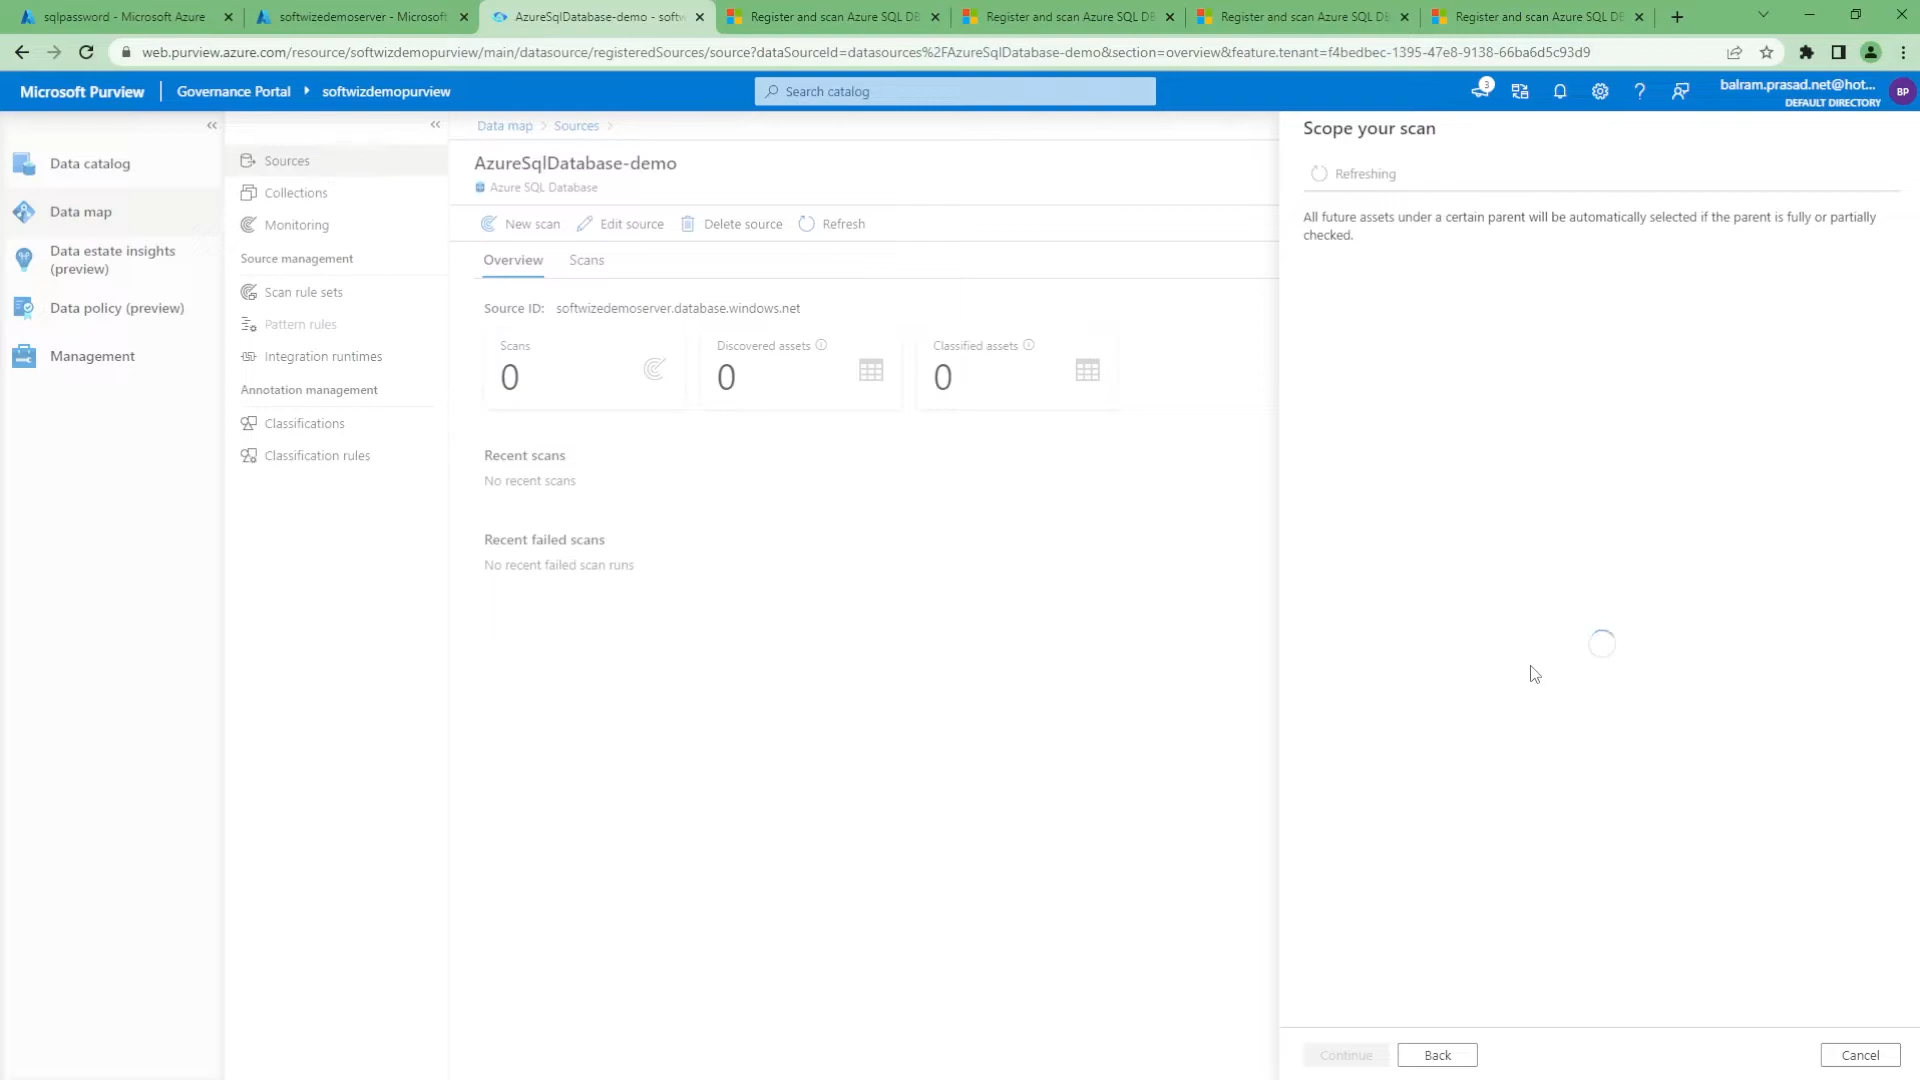 sqlpassword - Microsoft Azure
softwizedemoserver - Microsoft
AzureSqlDatabase-demo - softw
Register and scan Azure SQL DB
Register and scan Azure SQL DB
Register and scan Azure SQL DB
Register and scan Azure SQL DB
web.purview.azure.com/resource/softwizdemopurview/main/datasource/registeredSources/source?dataSourceId=datasources%2FAzureSqlDatabase-demo&section=overview&feature.tenant=f4bedbec-1395-47e8-9138-66ba6d5c93d9
Microsoft Purview
Governance Portal
softwizdemopurview
Search catalog
3
balram.prasad.net@hot...
DEFAULT DIRECTORY
BP
Data catalog
Data map
Data estate insights
(preview)
Data policy (preview)
Management
Sources
Collections
Monitoring
Source management
Scan rule sets
Pattern rules
Integration runtimes
Annotation management
Classifications
Classification rules
Data map > Sources >
AzureSqlDatabase-demo
Azure SQL Database
New scan
Edit source
Delete source
Refresh
Overview
Scans
Source ID: softwizedemoserver.database.windows.net
Scans
0
Discovered assets
0
Classified assets
0
Recent scans
No recent scans
Recent failed scans
No recent failed scan runs
Scope your scan
Refreshing
All future assets under a certain parent will be automatically selected if the parent is fully or partially
checked.
Continue
Back
Cancel